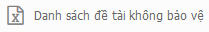 Danh sách đề tài không bảo vệ